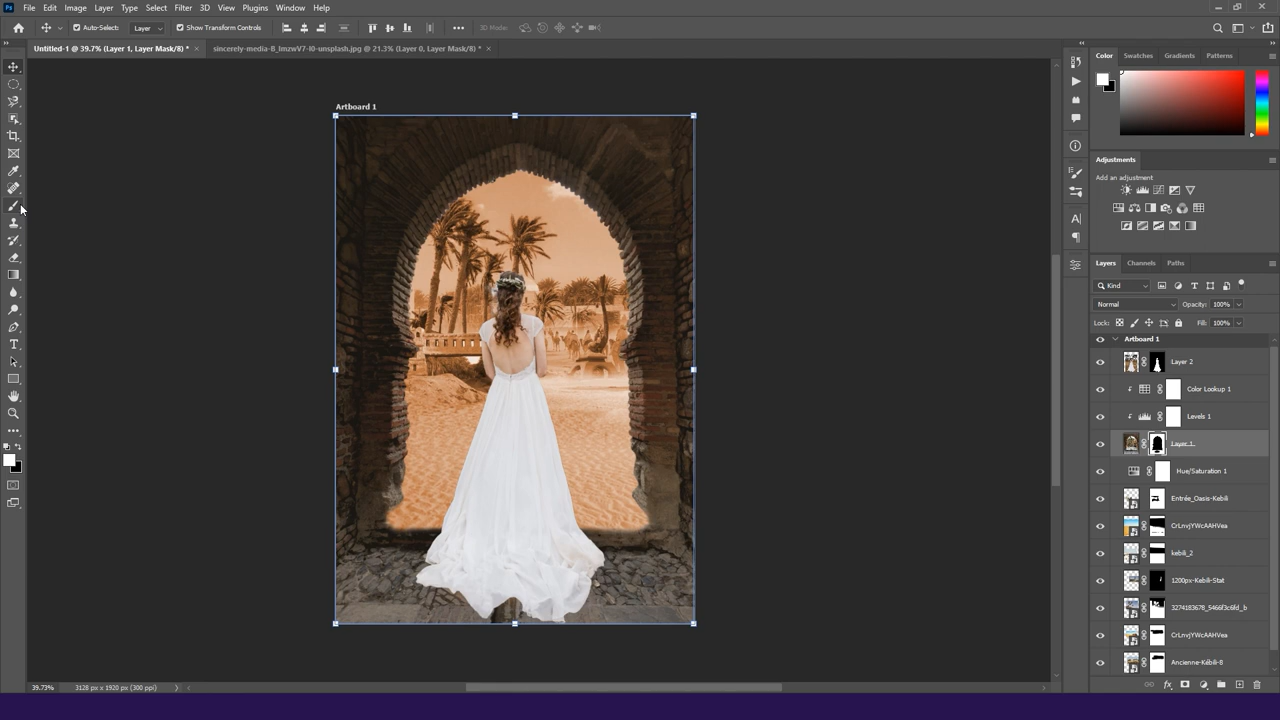 Ps File Edit Image Layer Type Select Filter 3D View Plugins Window Help
Auto-Select: Layer Show Transform Controls 3D Mode:
Untitled-1 @ 39.7% (Layer 1, Layer Mask/8) * × sincerely-media-B_lmzwV7-l0-unsplash.jpg @ 21.3% (Layer 0, Layer Mask/8) * ×
Artboard 1
Color Swatches Gradients Patterns
Adjustments
Add an adjustment
Layers Channels Paths
Kind
Normal Opacity: 100%
Lock: Fill: 100%
Artboard 1
Layer 2
Color Lookup 1
Levels 1
Layer 1
Hue/Saturation 1
Entrée_Oasis-Kebili
CrLnvjYWcAAHVea
kebili_2
1200px-Kebili-Stat
3274183678_5466f3c6fd_b
CrLnvjYWcAAHVea
Ancienne-Kébili-8
39.73% 3128 px x 1920 px (300 ppi)